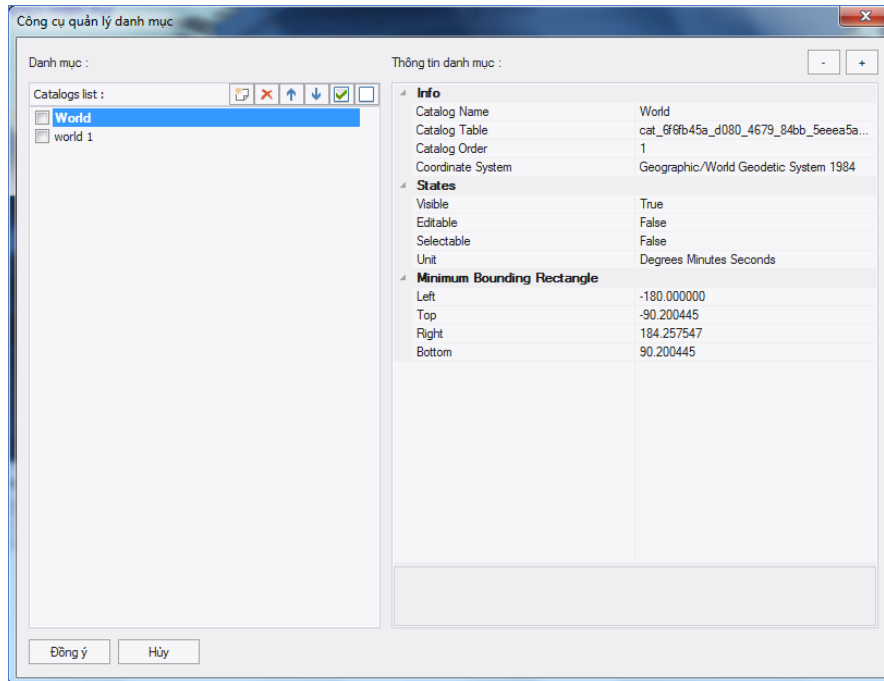 Công cụ quản lý danh mục
Danh mục :
Thông tin danh mục :
- +
Catalogs list :
World
world 1
Info
Catalog Name World
Catalog Table cat_6f6fb45a_d080_4679_84bb_5eeea5a...
Catalog Order 1
Coordinate System Geographic/World Geodetic System 1984
States
Visible True
Editable False
Selectable False
Unit Degrees Minutes Seconds
Minimum Bounding Rectangle
Left -180.000000
Top -90.200445
Right 184.257547
Bottom 90.200445
Đồng ý Hủy